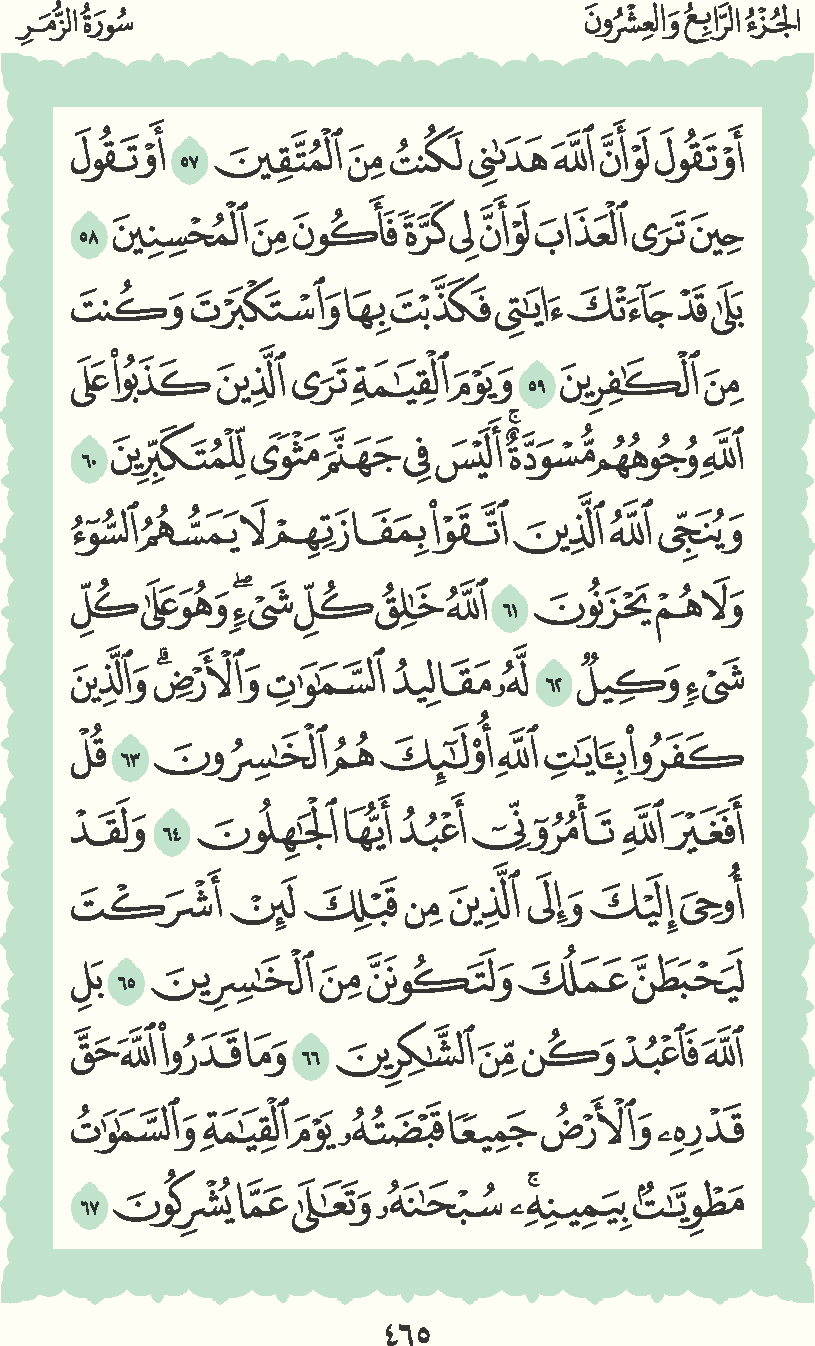 الجُزْءُ الرَّابِعُ وَالعِشْرُونَ
سُورَةُ الزُّمَرِ
أَوْ تَقُولَ لَوْ أَنَّ ٱللَّهَ هَدَىٰنِى لَكُنتُ مِنَ ٱلْمُتَّقِينَ ٥٧ أَوْ تَقُولَ
حِينَ تَرَى ٱلْعَذَابَ لَوْ أَنَّ لِى كَرَّةً فَأَكُونَ مِنَ ٱلْمُحْسِنِينَ ٥٨
بَلَىٰ قَدْ جَآءَتْكَ ءَايَـٰتِى فَكَذَّبْتَ بِهَا وَٱسْتَكْبَرْتَ وَكُنتَ
مِنَ ٱلْكَـٰفِرِينَ ٥٩ وَيَوْمَ ٱلْقِيَـٰمَةِ تَرَى ٱلَّذِينَ كَذَبُوا۟ عَلَى
ٱللَّهِ وُجُوهُهُم مُّسْوَدَّةٌ ۚ أَلَيْسَ فِى جَهَنَّمَ مَثْوًى لِّلْمُتَكَبِّرِينَ ٦٠
وَيُنَجِّى ٱللَّهُ ٱلَّذِينَ ٱتَّقَوْا۟ بِمَفَازَتِهِمْ لَا يَمَسُّهُمُ ٱلسُّوٓءُ
وَلَا هُمْ يَحْزَنُونَ ٦١ ٱللَّهُ خَـٰلِقُ كُلِّ شَىْءٍ ۖ وَهُوَ عَلَىٰ كُلِّ
شَىْءٍ وَكِيلٌ ٦٢ لَّهُۥ مَقَالِيدُ ٱلسَّمَـٰوَٰتِ وَٱلْأَرْضِ ۗ وَٱلَّذِينَ
كَفَرُوا۟ بِـَٔايَـٰتِ ٱللَّهِ أُو۟لَـٰٓئِكَ هُمُ ٱلْخَـٰسِرُونَ ٦٣ قُلْ
أَفَغَيْرَ ٱللَّهِ تَأْمُرُوٓنِّىٓ أَعْبُدُ أَيُّهَا ٱلْجَـٰهِلُونَ ٦٤ وَلَقَدْ
أُوحِىَ إِلَيْكَ وَإِلَى ٱلَّذِينَ مِن قَبْلِكَ لَئِنْ أَشْرَكْتَ
لَيَحْبَطَنَّ عَمَلُكَ وَلَتَكُونَنَّ مِنَ ٱلْخَـٰسِرِينَ ٦٥ بَلِ
ٱللَّهَ فَٱعْبُدْ وَكُن مِّنَ ٱلشَّـٰكِرِينَ ٦٦ وَمَا قَدَرُوا۟ ٱللَّهَ حَقَّ
قَدْرِهِۦ وَٱلْأَرْضُ جَمِيعًا قَبْضَتُهُۥ يَوْمَ ٱلْقِيَـٰمَةِ وَٱلسَّمَـٰوَٰتُ
مَطْوِيَّـٰتٌۢ بِيَمِينِهِۦ ۚ سُبْحَـٰنَهُۥ وَتَعَـٰلَىٰ عَمَّا يُشْرِكُونَ ٦٧
٤٦٥